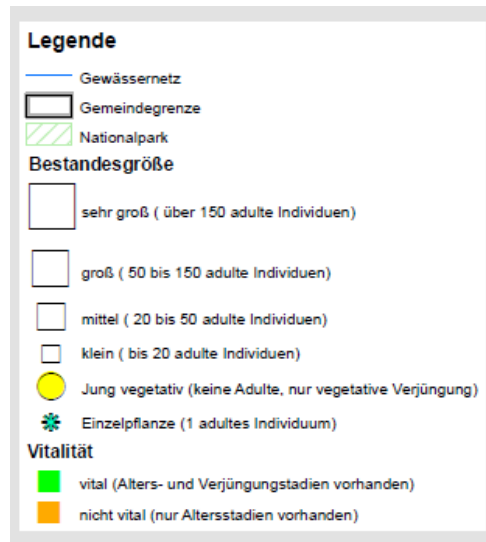 Legende
Gewässernetz
Gemeindegrenze
Nationalpark
Bestandesgröße
sehr groß ( über 150 adulte Individuen)
groß ( 50 bis 150 adulte Individuen)
mittel ( 20 bis 50 adulte Individuen)
klein ( bis 20 adulte Individuen)
Jung vegetativ (keine Adulte, nur vegetative Verjüngung)
Einzelpflanze (1 adultes Individuum)
Vitalität
vital (Alters- und Verjüngungstadien vorhanden)
nicht vital (nur Altersstadien vorhanden)